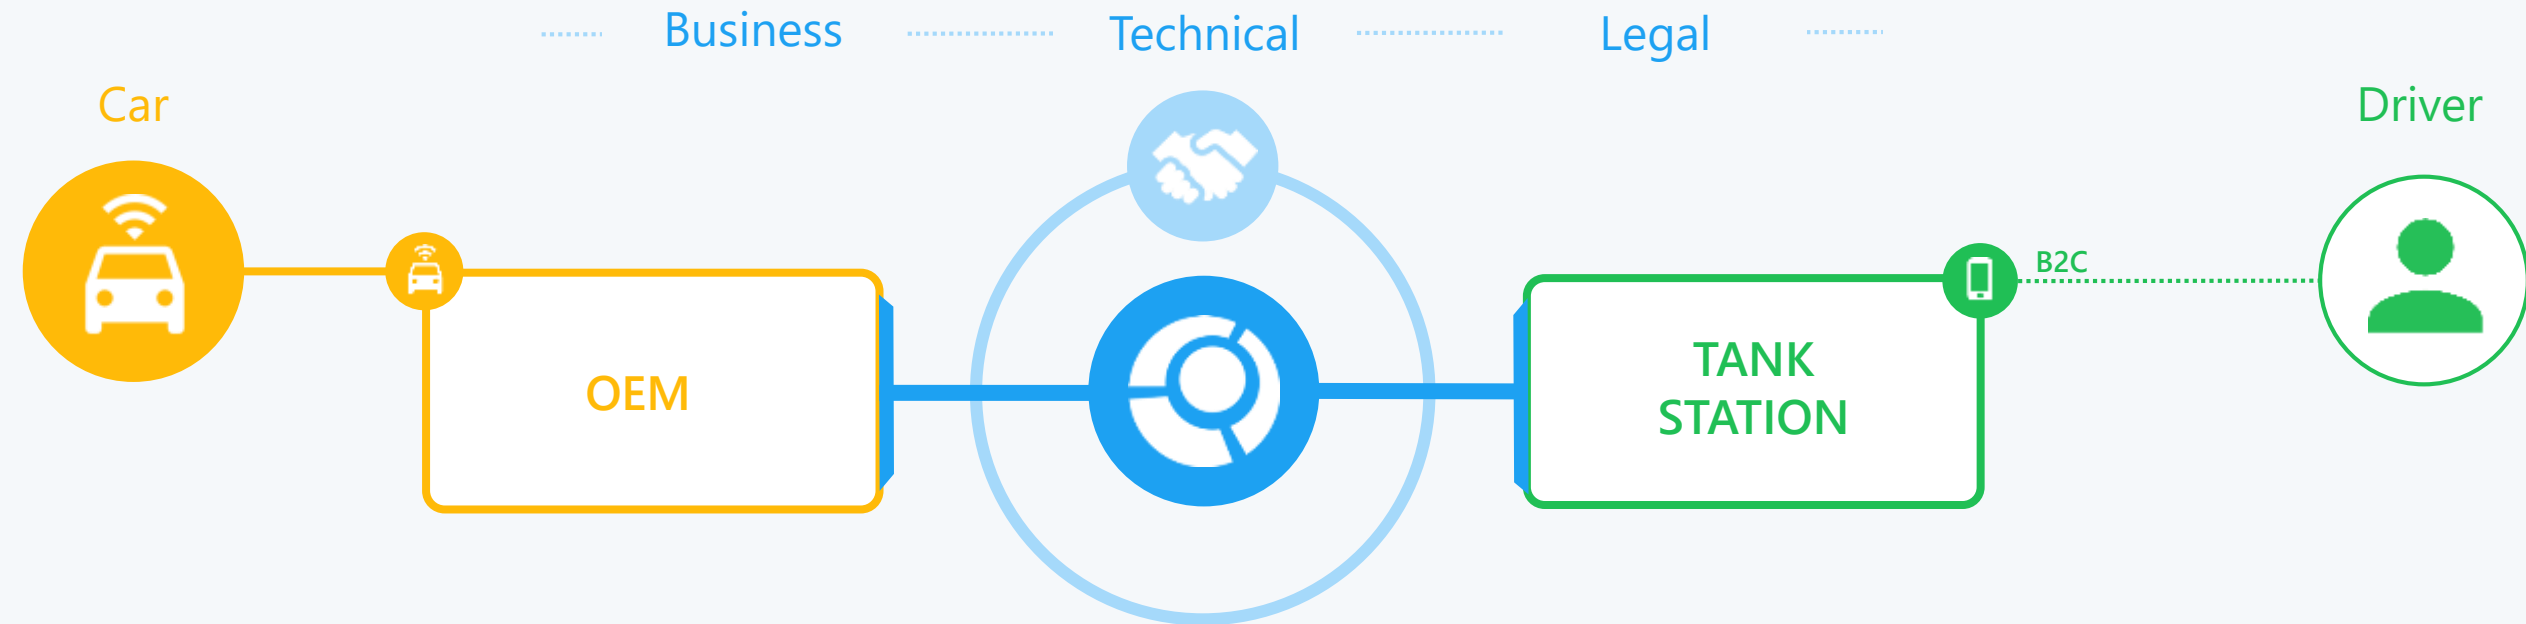 Business
Technical
Legal
Car
Driver
B2C
OEM
TANK
STATION